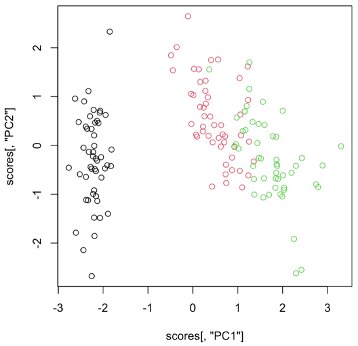 2
1
0
-1
-2
scores[, "PC2"]
-3 -2 -1 0 1 2 3
scores[, "PC1"]